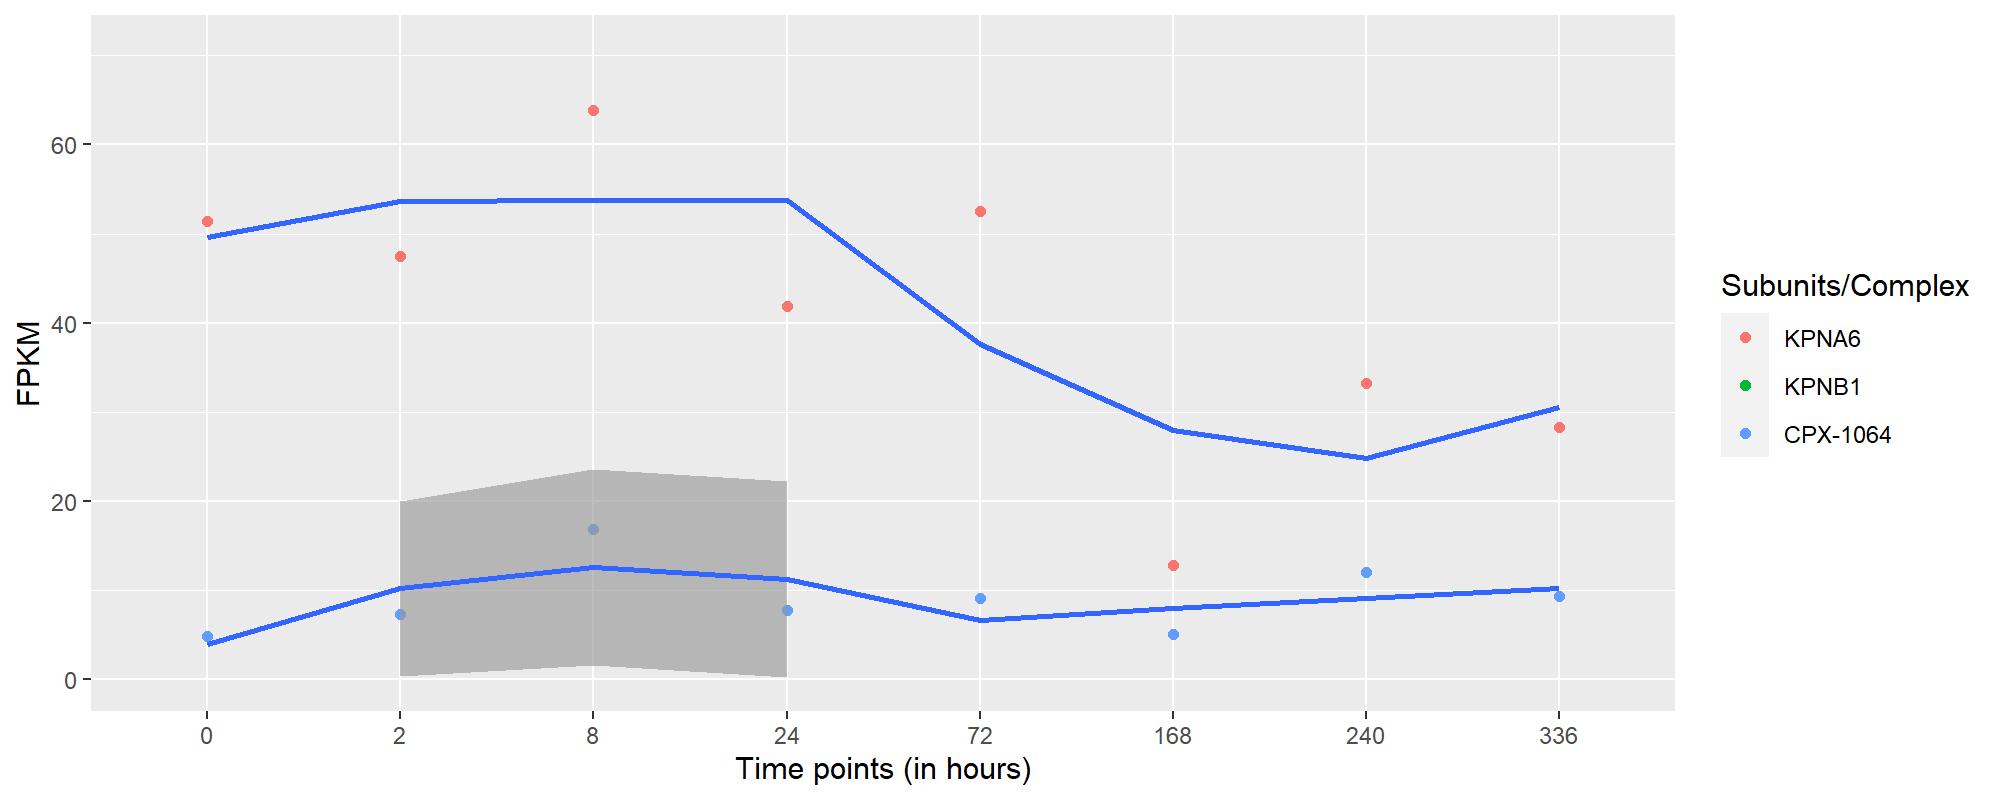 FPKM
60
40
20
0
0 2 8 24 72 168 240 336
Time points (in hours)
Subunits/Complex
KPNA6
KPNB1
CPX-1064